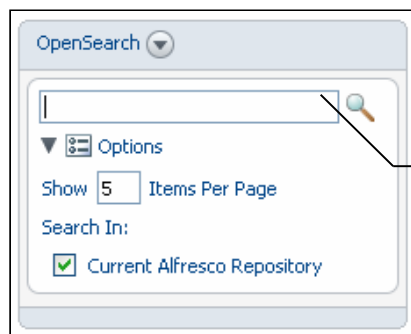 OpenSearch
Options
Show 5 Items Per Page
Search In:
Current Alfresco Repository